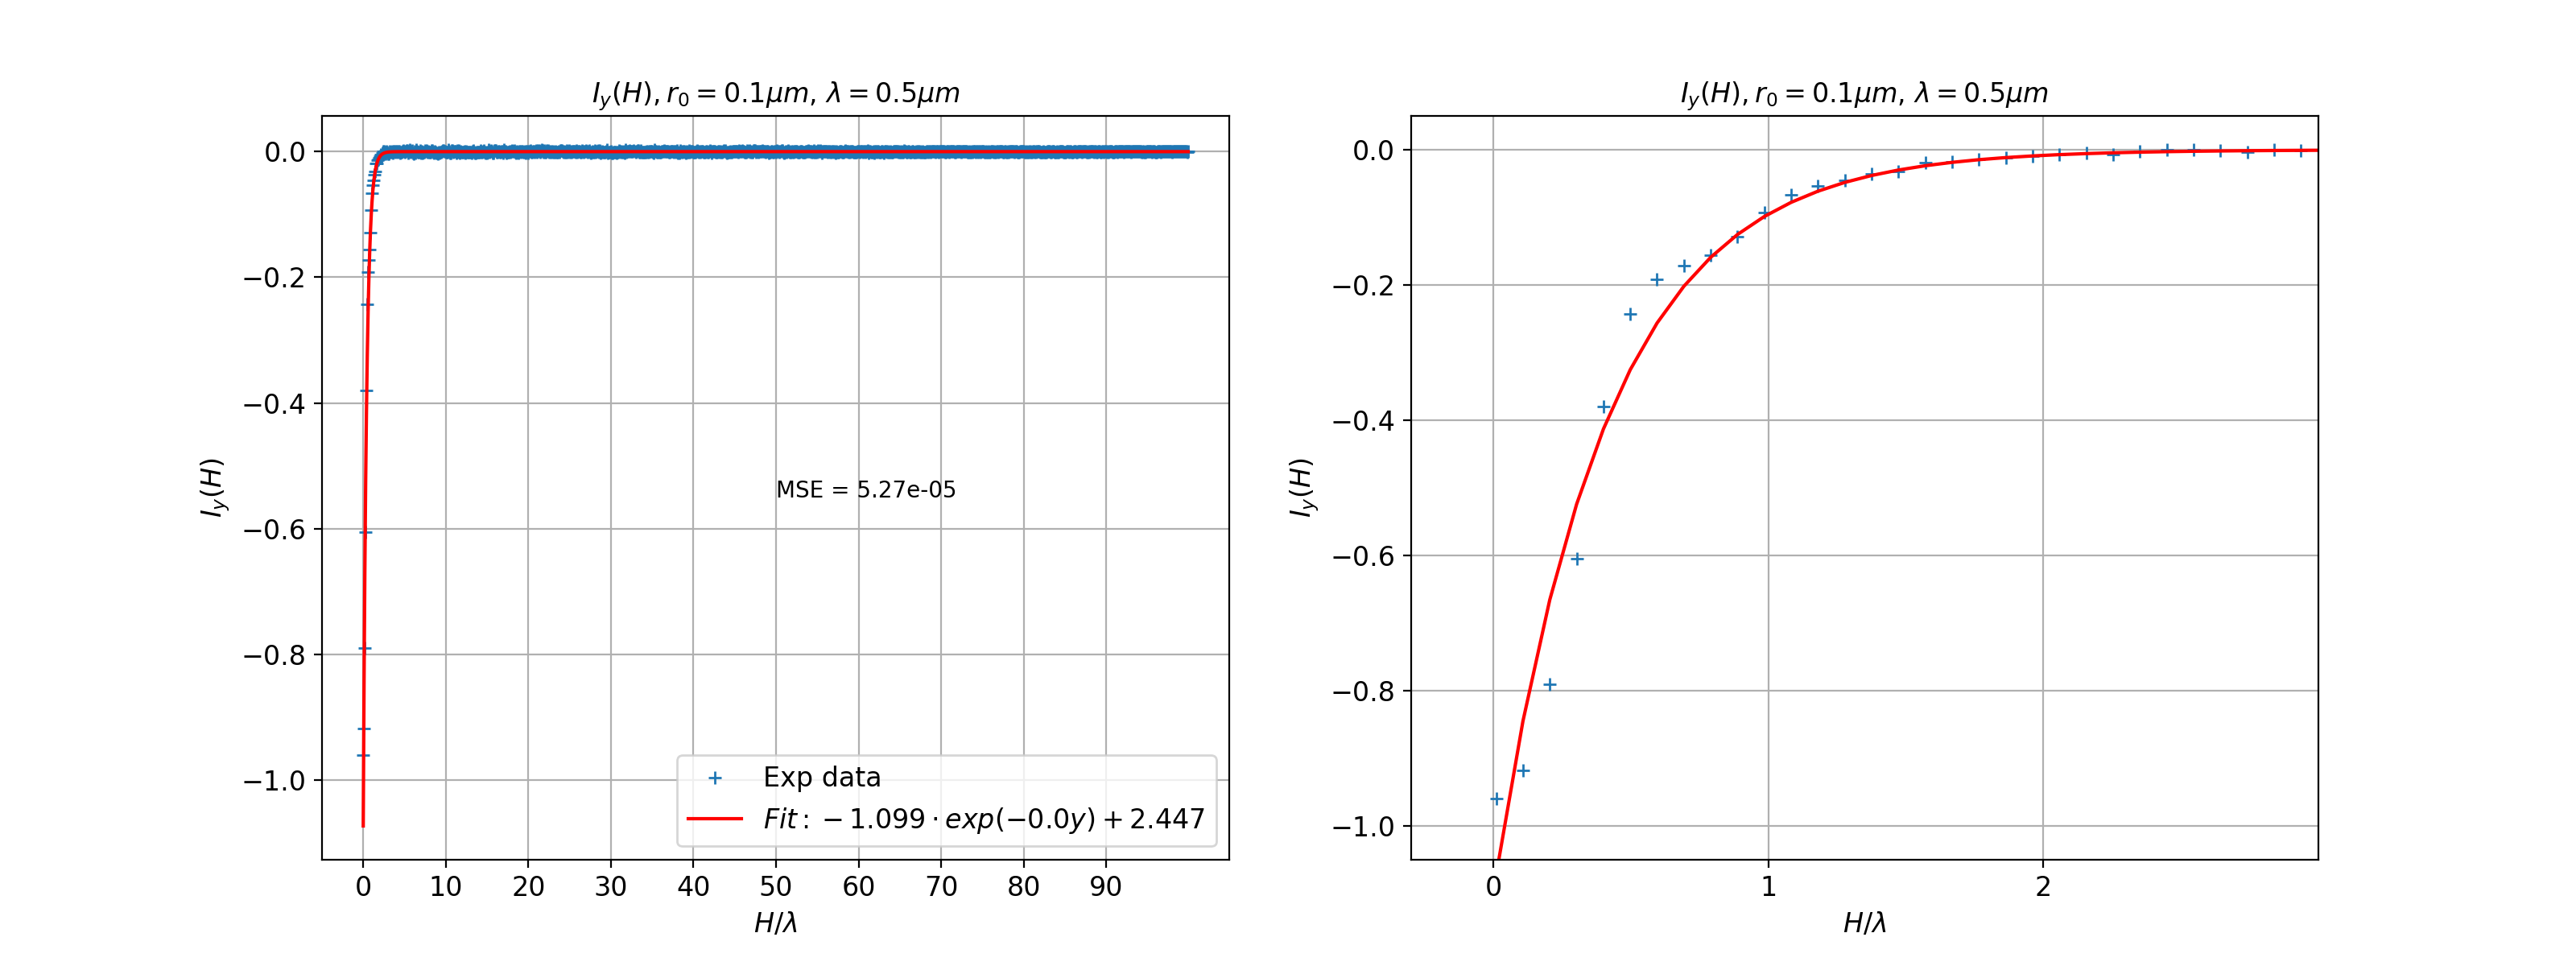 I_y(H), r_0 = 0.1μm, λ = 0.5μm
0.0
−0.2
−0.4
−0.6
−0.8
−1.0
I_y(H)
MSE = 5.27e-05
Exp data
Fit: −1.099 · exp(−0.0y) + 2.447
0 10 20 30 40 50 60 70 80 90
H/λ
I_y(H), r_0 = 0.1μm, λ = 0.5μm
0.0
−0.2
−0.4
−0.6
−0.8
−1.0
I_y(H)
0 1 2
H/λ